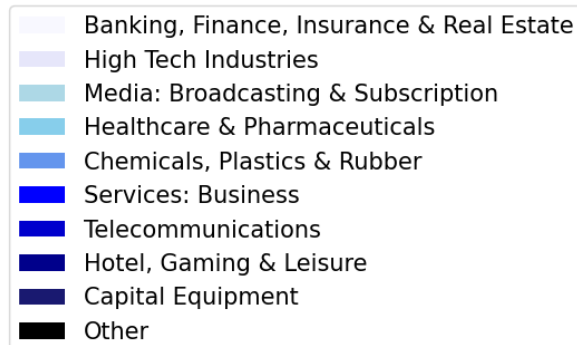 Banking, Finance, Insurance & Real Estate
High Tech Industries
Media: Broadcasting & Subscription
Healthcare & Pharmaceuticals
Chemicals, Plastics & Rubber
Services: Business
Telecommunications
Hotel, Gaming & Leisure
Capital Equipment
Other